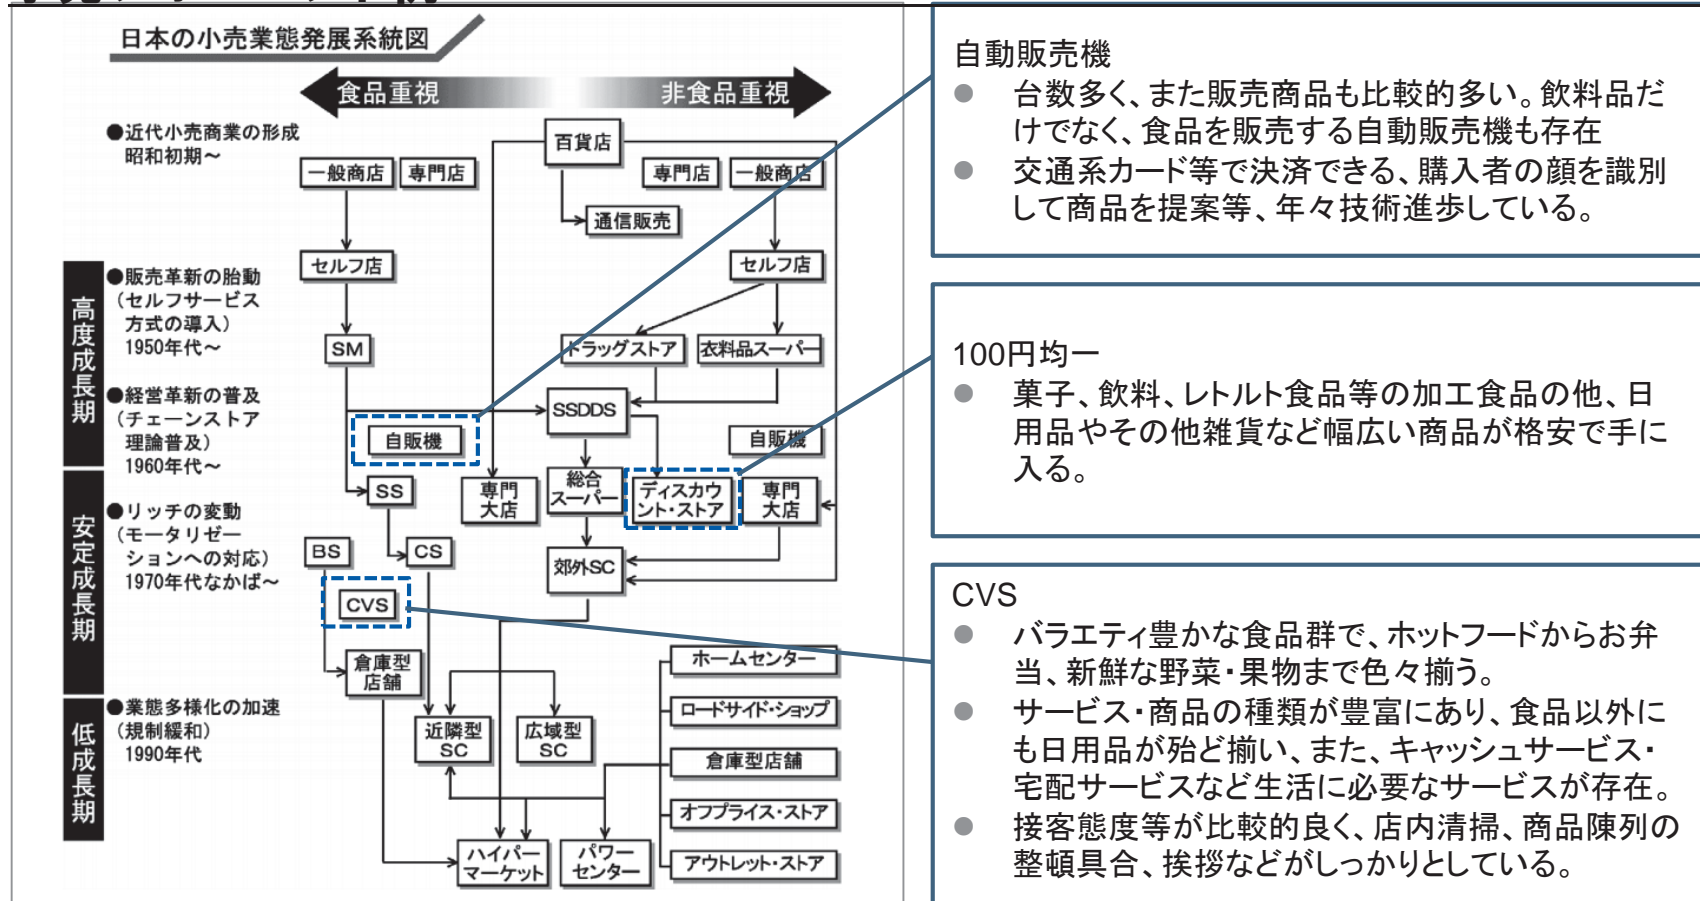 日本の小売業態発展系統図
食品重視
非食品重視
●近代小売商業の形成
昭和初期～
百貨店
一般商店
専門店
専門店
一般商店
通信販売
セルフ店
セルフ店
高度成長期
●販売革新の胎動
（セルフサービス
方式の導入）
1950年代～
SM
ドラッグストア
衣料品スーパー
●経営革新の普及
（チェーンストア
理論普及）
1960年代～
SSDDS
自販機
自販機
SS
専門
大店
総合
スーパー
ディスカウ
ント・ストア
専門
大店
安定成長期
●リッチの変動
（モータリゼー
ションへの対応）
1970年代なかば～
BS
CS
郊外SC
CVS
倉庫型
店舗
ホームセンター
低成長期
●業態多様化の加速
（規制緩和）
1990年代
近隣型
SC
広域型
SC
ロードサイド・ショップ
倉庫型店舗
オフプライス・ストア
ハイパー
マーケット
パワー
センター
アウトレット・ストア
自動販売機
● 台数多く、また販売商品も比較的多い。飲料品だ
けでなく、食品を販売する自動販売機も存在
● 交通系カード等で決済できる、購入者の顔を識別
して商品を提案等、年々技術進歩している。
100円均一
● 菓子、飲料、レトルト食品等の加工食品の他、日
用品やその他雑貨など幅広い商品が格安で手に
入る。
CVS
● バラエティ豊かな食品群で、ホットフードからお弁
当、新鮮な野菜・果物まで色々揃う。
● サービス・商品の種類が豊富にあり、食品以外に
も日用品が殆ど揃い、また、キャッシュサービス・
宅配サービスなど生活に必要なサービスが存在。
● 接客態度等が比較的良く、店内清掃、商品陳列の
整頓具合、挨拶などがしっかりとしている。